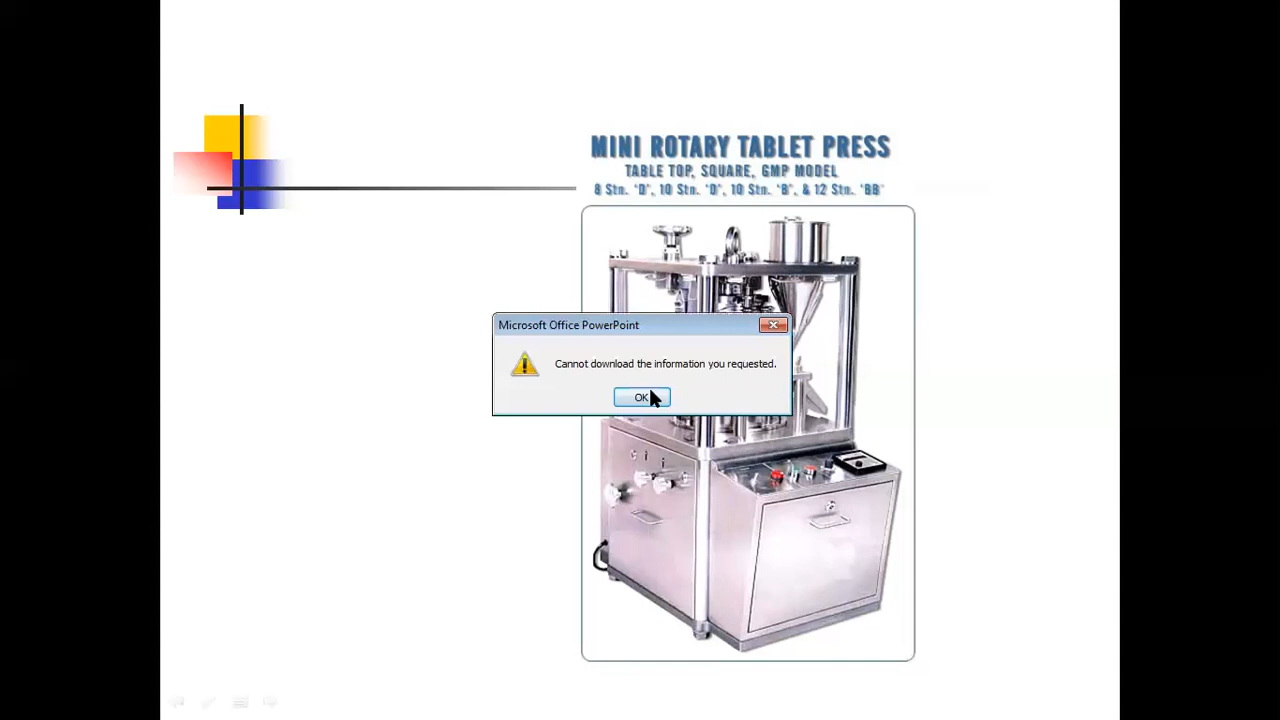 MINI ROTARY TABLET PRESS
TABLE TOP, SQUARE, GMP MODEL
8 Stn. "D", 10 Stn. "D", 10 Stn. "B", & 12 Stn. "BB"
Microsoft Office PowerPoint
Cannot download the information you requested.
OK